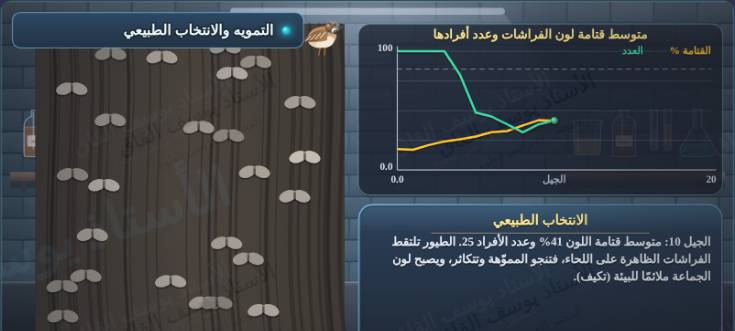 التمويه والانتخاب الطبيعي
متوسط قتامة لون الفراشات وعدد أفرادها
القتامة %
العدد
100
0.0
0.0
الجيل
20
الانتخاب الطبيعي
الجيل 10: متوسط قتامة اللون 41% وعدد الأفراد 25. الطيور تلتقط
الفراشات الظاهرة على اللحاء، فتنجو المموّهة وتتكاثر، ويصبح لون
الجماعة ملائمًا للبيئة (تكيف).
الأستاذ يوسف